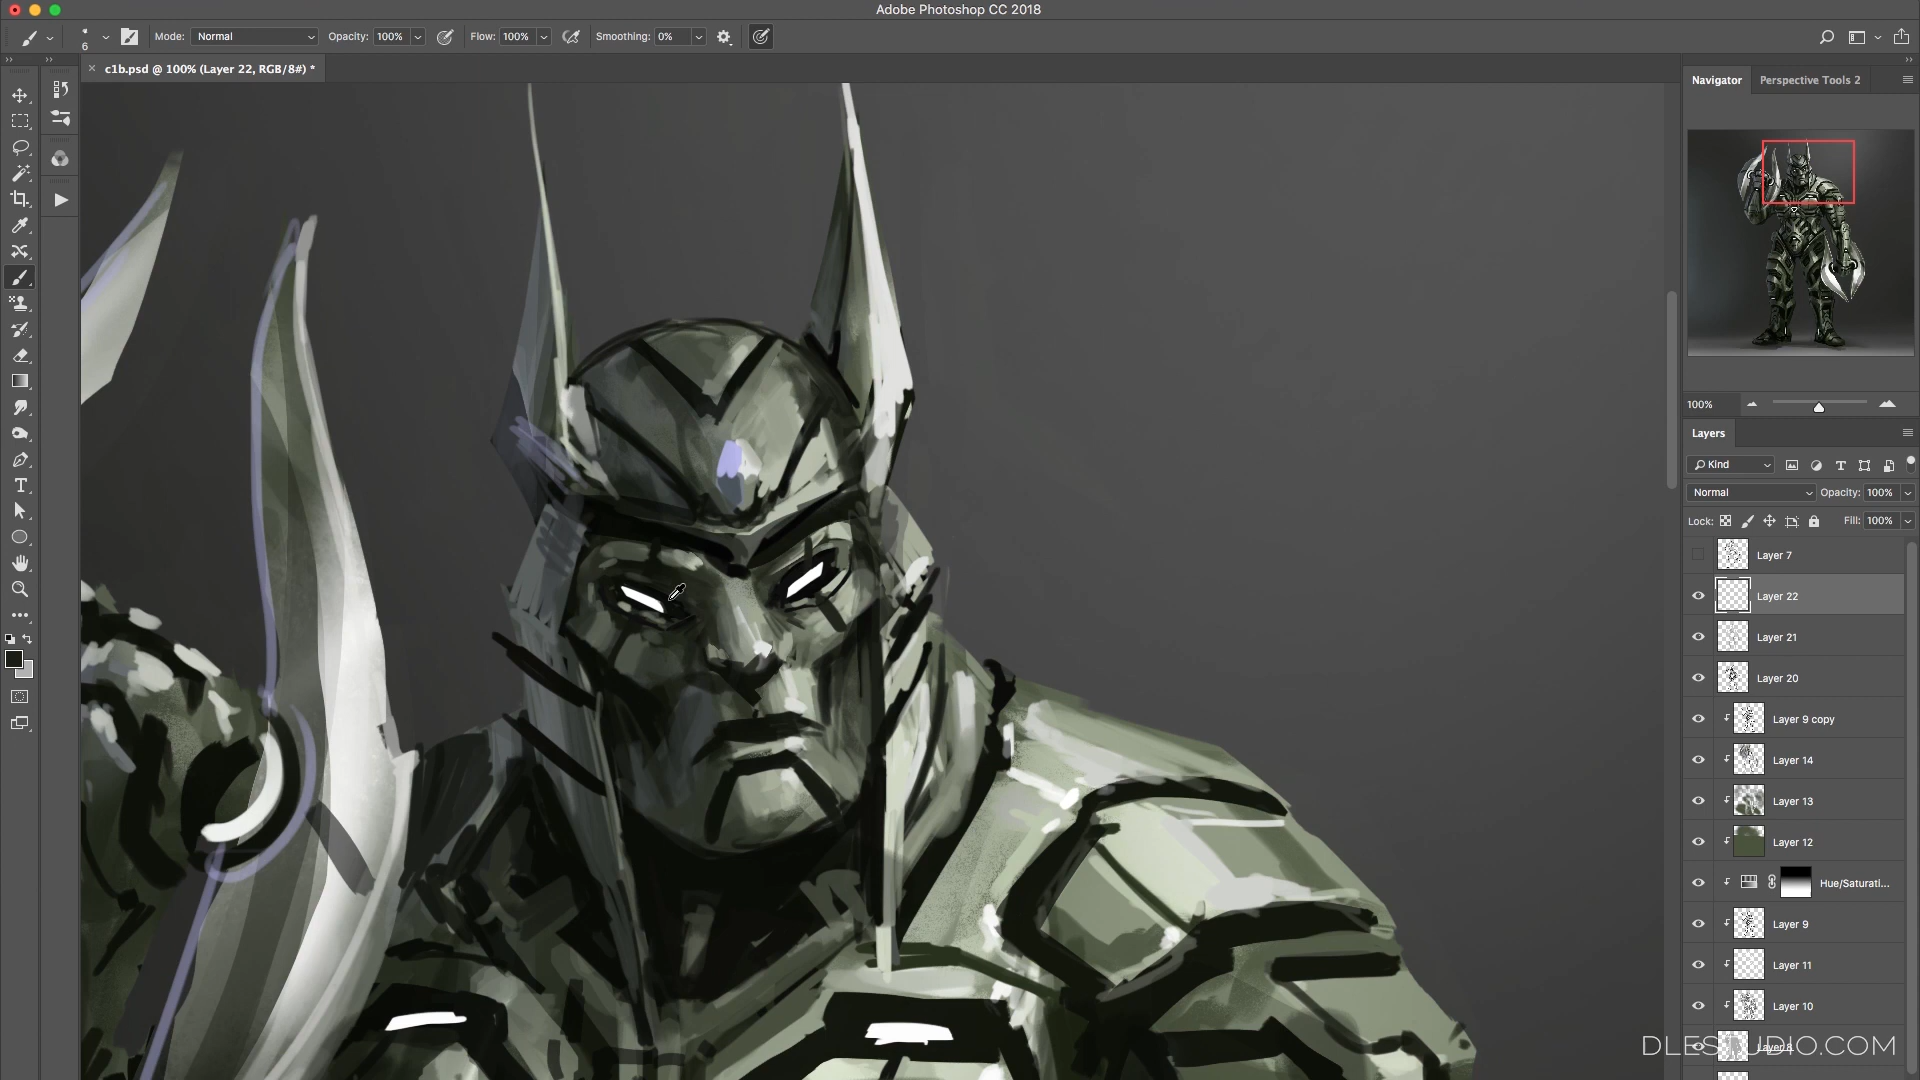 Adobe Photoshop CC 2018
6
Mode: Normal
Opacity: 100%
Flow: 100%
Smoothing: 0%
× c1b.psd @ 100% (Layer 22, RGB/8#) *
Navigator
Perspective Tools 2
100%
Layers
Kind
Normal
Opacity: 100%
Lock:
Fill: 100%
Layer 7
Layer 22
Layer 21
Layer 20
Layer 9 copy
Layer 14
Layer 13
Layer 12
Hue/Saturati...
Layer 9
Layer 11
Layer 10
Layer 8
DLESTUDIO.COM